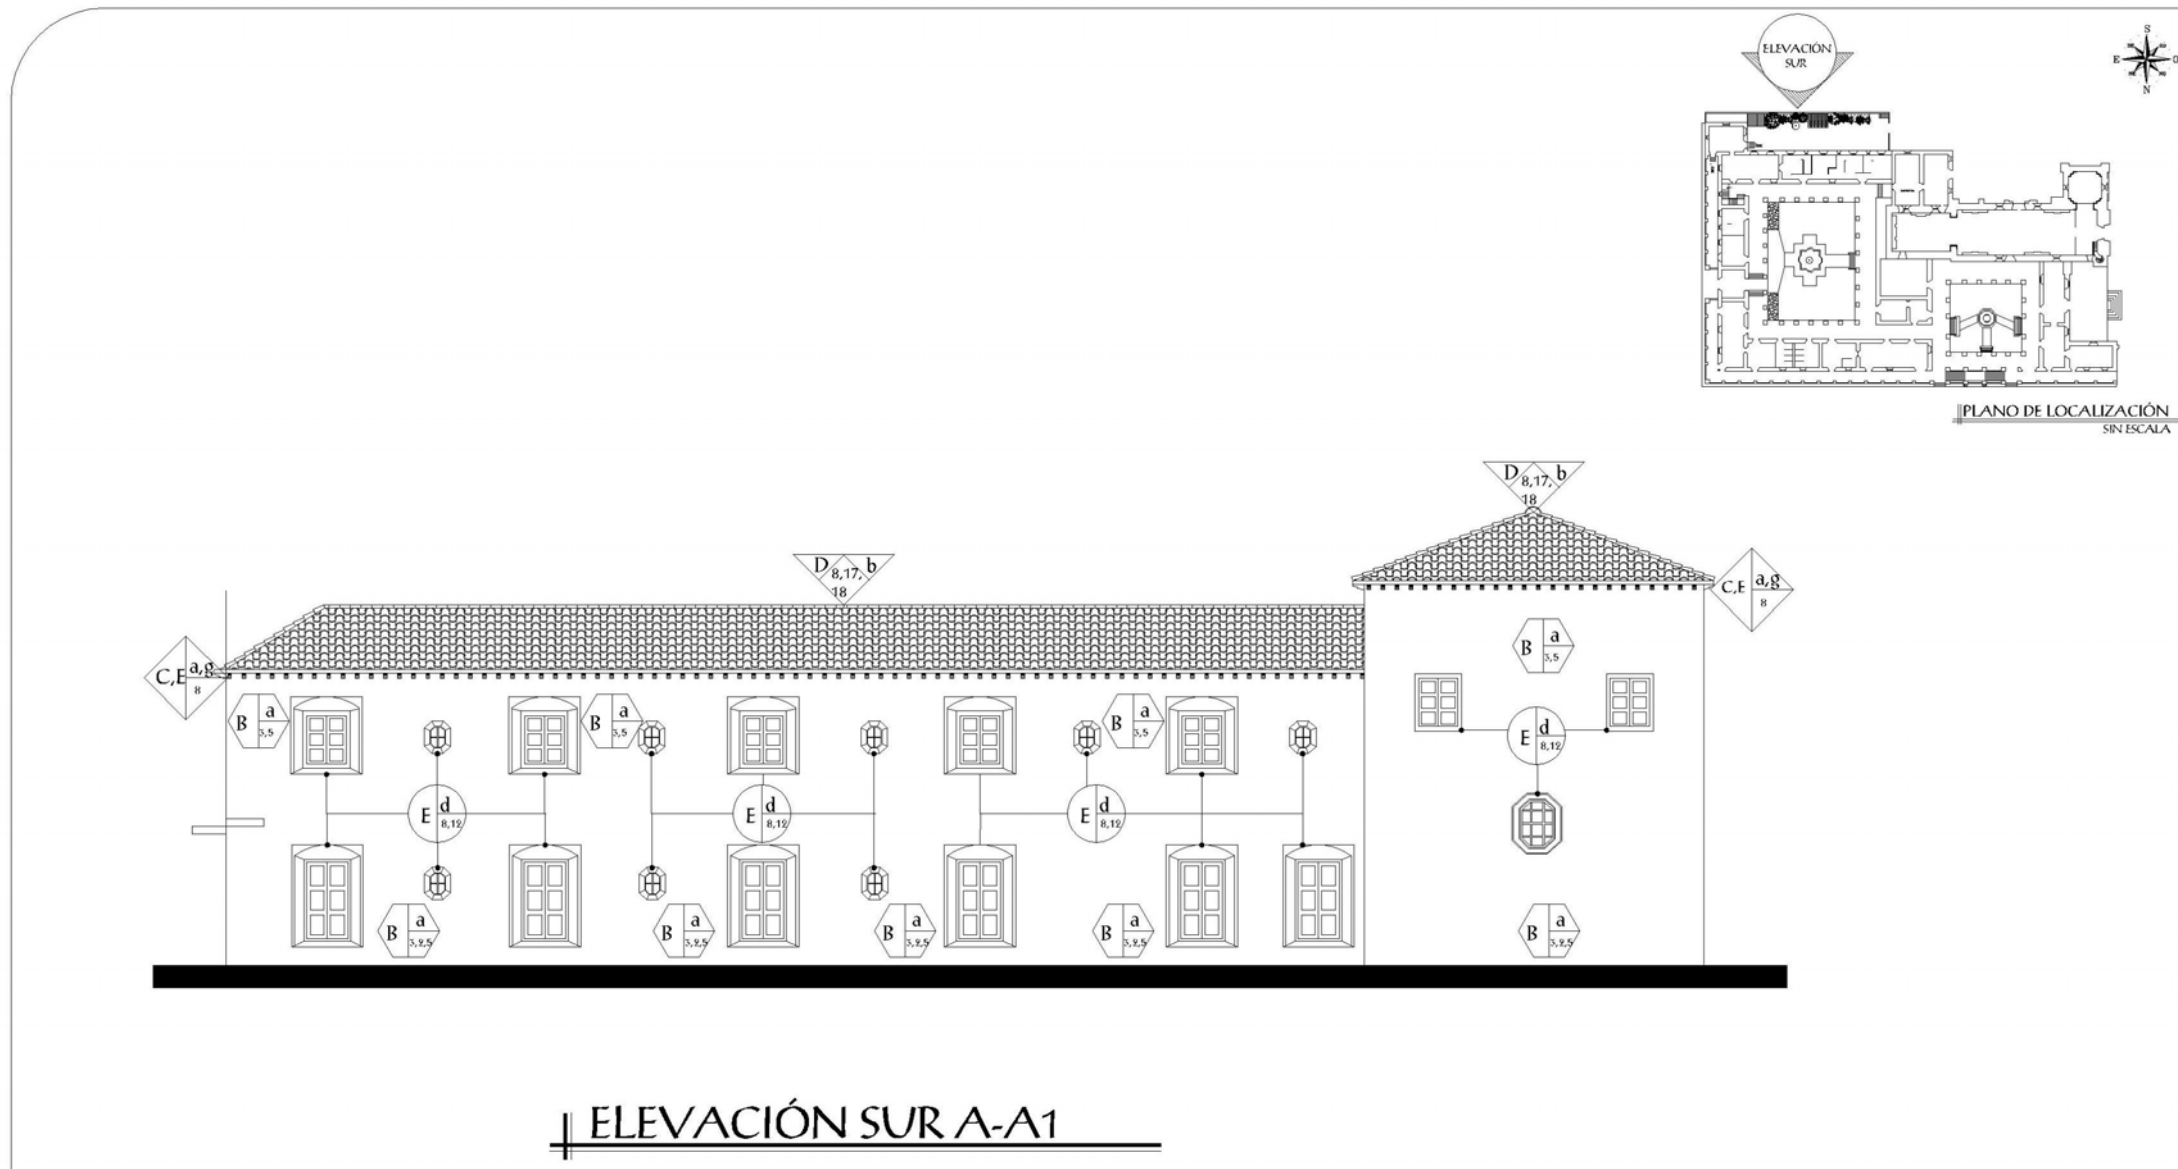 ELEVACIÓN
SUR
S
E
O
N
PLANO DE LOCALIZACIÓN
SIN ESCALA
D 8,17, b
18
D 8,17, b
18
C,E a,g
8
C,E a,g
8
B a
3,5
B a
3,5
B a
3,5
B a
3,5
E d
8,12
E d
8,12
E d
8,12
E d
8,12
B a
3,2,5
B a
3,2,5
B a
3,2,5
B a
3,2,5
B a
3,2,5
ELEVACIÓN SUR A-A1